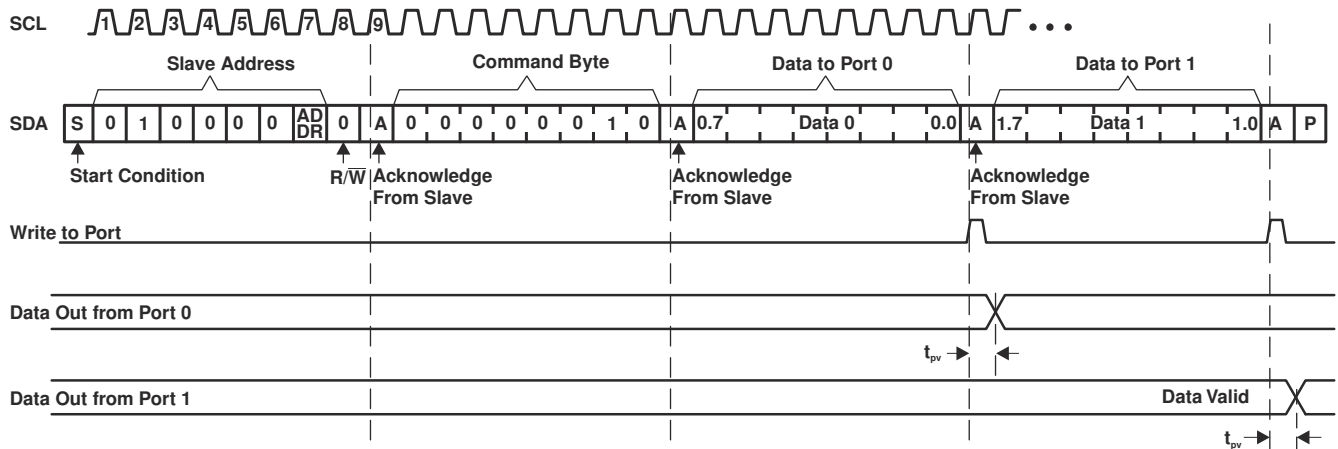 SCL 1 2 3 4 5 6 7 8 9 • • •
Slave Address Command Byte Data to Port 0 Data to Port 1
SDA S 0 1 0 0 0 0 AD DR 0 A 0 0 0 0 0 0 1 0 A 0.7 Data 0 0.0 A 1.7 Data 1 1.0 A P
Start Condition R/W̅ Acknowledge From Slave Acknowledge From Slave Acknowledge From Slave
Write to Port
Data Out from Port 0
tpv
Data Out from Port 1 Data Valid
tpv